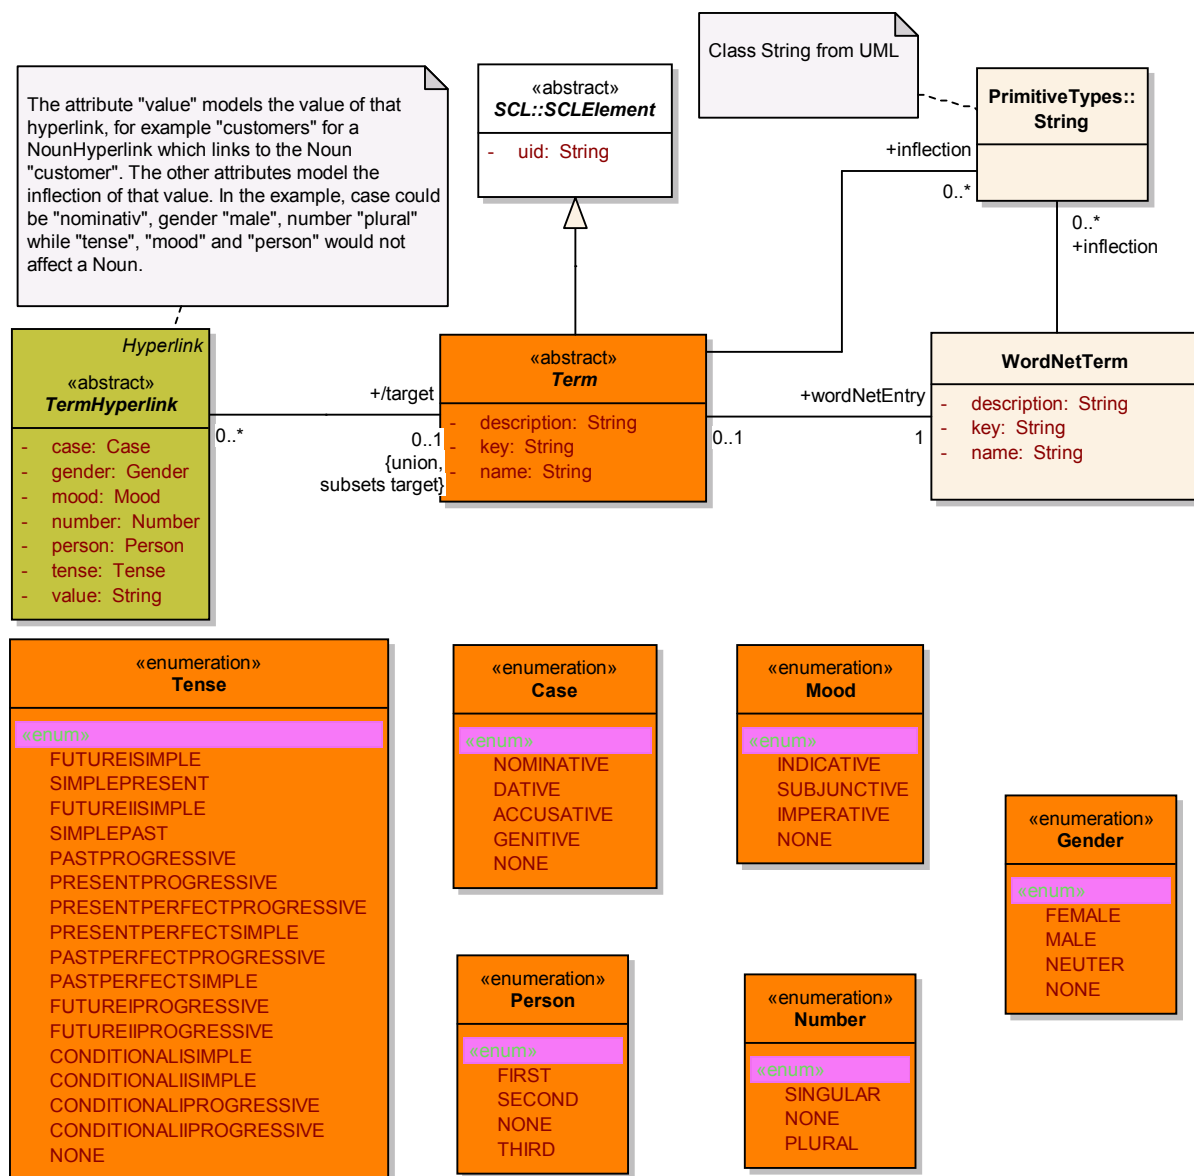 The attribute "value" models the value of that
hyperlink, for example "customers" for a
NounHyperlink which links to the Noun
"customer". The other attributes model the
inflection of that value. In the example, case could
be "nominativ", gender "male", number "plural"
while "tense", "mood" and "person" would not
affect a Noun.
«abstract»
SCL::SCLElement
- uid: String
Class String from UML
PrimitiveTypes::
String
+inflection
0..*
0..*
+inflection
Hyperlink
«abstract»
TermHyperlink
- case: Case
- gender: Gender
- mood: Mood
- number: Number
- person: Person
- tense: Tense
- value: String
0..*
+/target
0..1
{union,
subsets target}
«abstract»
Term
- description: String
- key: String
- name: String
0..1
+wordNetEntry
1
WordNetTerm
- description: String
- key: String
- name: String
«enumeration»
Tense
«enum»
FUTUREISIMPLE
SIMPLEPRESENT
FUTUREIISIMPLE
SIMPLEPAST
PASTPROGRESSIVE
PRESENTPROGRESSIVE
PRESENTPERFECTPROGRESSIVE
PRESENTPERFECTSIMPLE
PASTPERFECTPROGRESSIVE
PASTPERFECTSIMPLE
FUTUREIPROGRESSIVE
FUTUREIIPROGRESSIVE
CONDITIONALISIMPLE
CONDITIONALIISIMPLE
CONDITIONALIPROGRESSIVE
CONDITIONALIIPROGRESSIVE
NONE
«enumeration»
Case
«enum»
NOMINATIVE
DATIVE
ACCUSATIVE
GENITIVE
NONE
«enumeration»
Mood
«enum»
INDICATIVE
SUBJUNCTIVE
IMPERATIVE
NONE
«enumeration»
Gender
«enum»
FEMALE
MALE
NEUTER
NONE
«enumeration»
Person
«enum»
FIRST
SECOND
NONE
THIRD
«enumeration»
Number
«enum»
SINGULAR
NONE
PLURAL